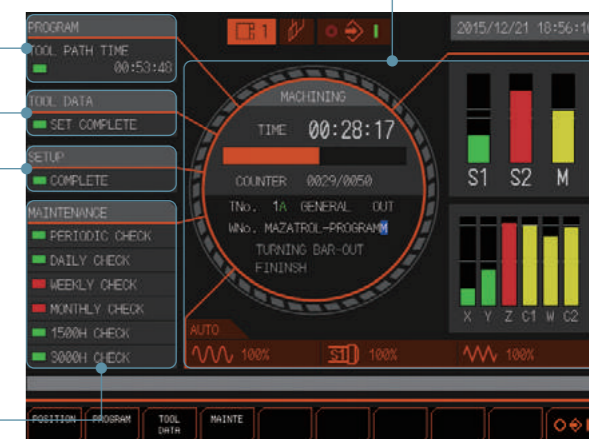 PROGRAM
TOOL PATH TIME
00:53:48
TOOL DATA
SET COMPLETE
SETUP
COMPLETE
MAINTENANCE
PERIODIC CHECK
DAILY CHECK
WEEKLY CHECK
MONTHLY CHECK
1500H CHECK
3000H CHECK
1
2015/12/21 18:56:16
MACHINING
TIME 00:28:17
COUNTER 0029/0050
TNo. 1A GENERAL OUT
WNo. MAZATROL-PROGRAMM
TURNING BAR-OUT
FININSH
S1 S2 M
X Y Z C1 W C2
AUTO
100% S1 100% 100%
POSITION PROGRAM TOOL DATA MAINTE